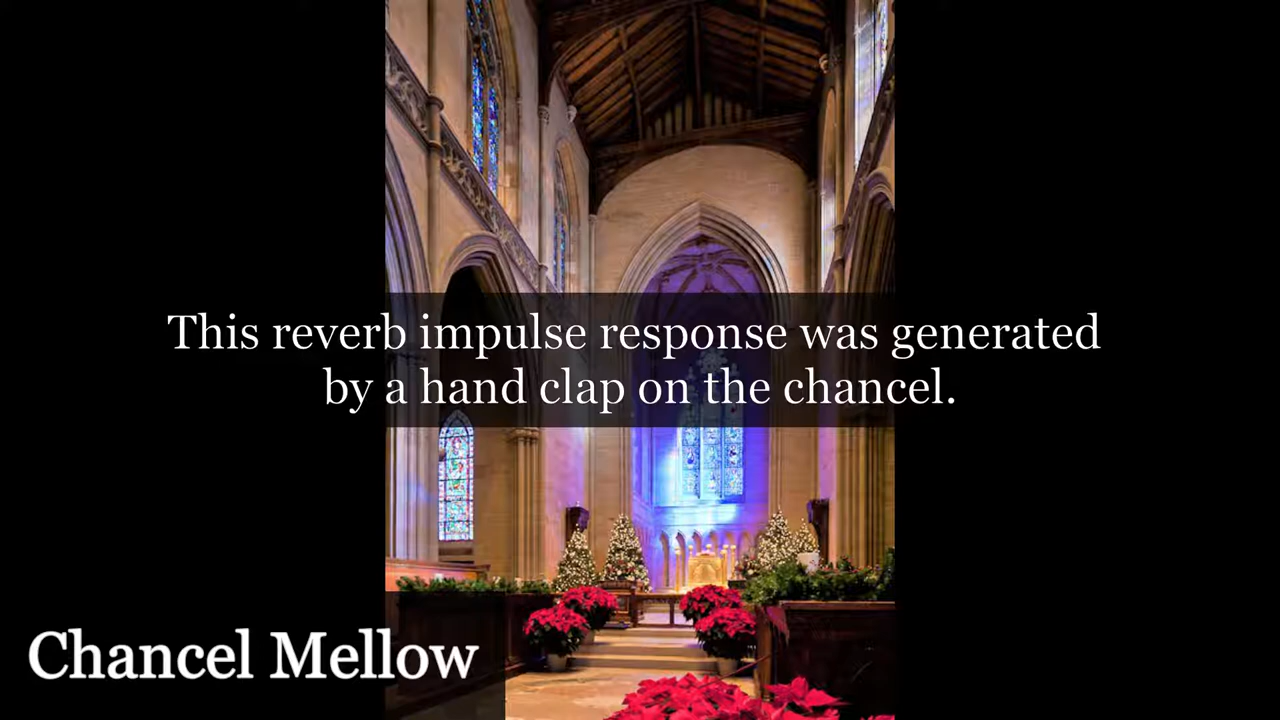 This reverb impulse response was generated
by a hand clap on the chancel.
Chancel Mellow